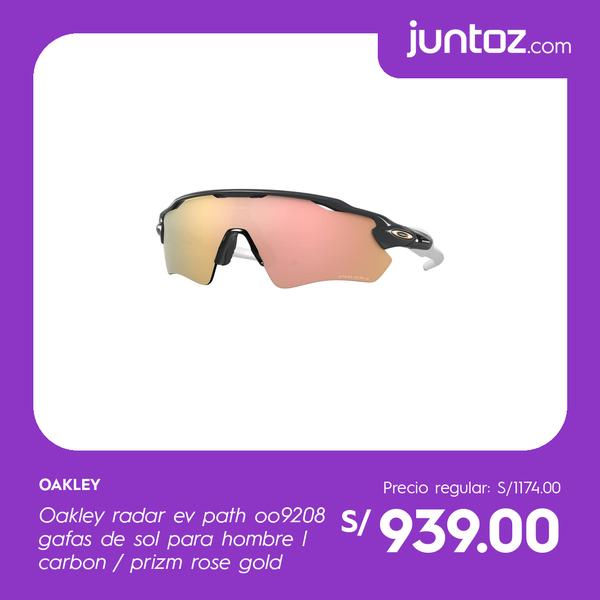 juntoz.com
OAKLEY
Oakley radar ev path oo9208
gafas de sol para hombre |
carbon / prizm rose gold
Precio regular: S/1174.00
S/ 939.00